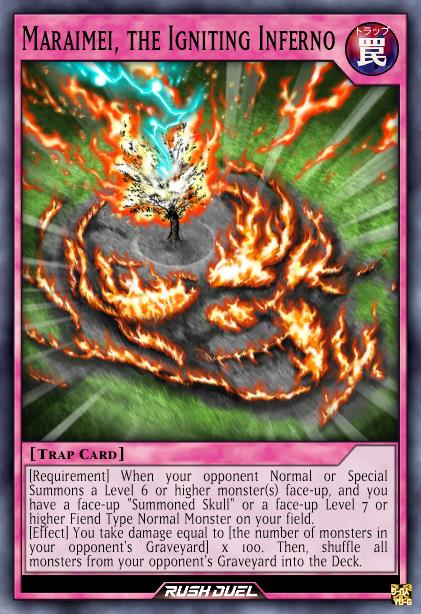 Maraimei, the Igniting Inferno
トラップ
罠
[Trap Card]
[Requirement] When your opponent Normal or Special
Summons a Level 6 or higher monster(s) face-up, and you
have a face-up "Summoned Skull" or a face-up Level 7 or
higher Fiend Type Normal Monster on your field.
[Effect] You take damage equal to [the number of monsters
in your opponent's Graveyard] x 100. Then, shuffle all
monsters from your opponent's Graveyard into the Deck.
RUSH DUEL